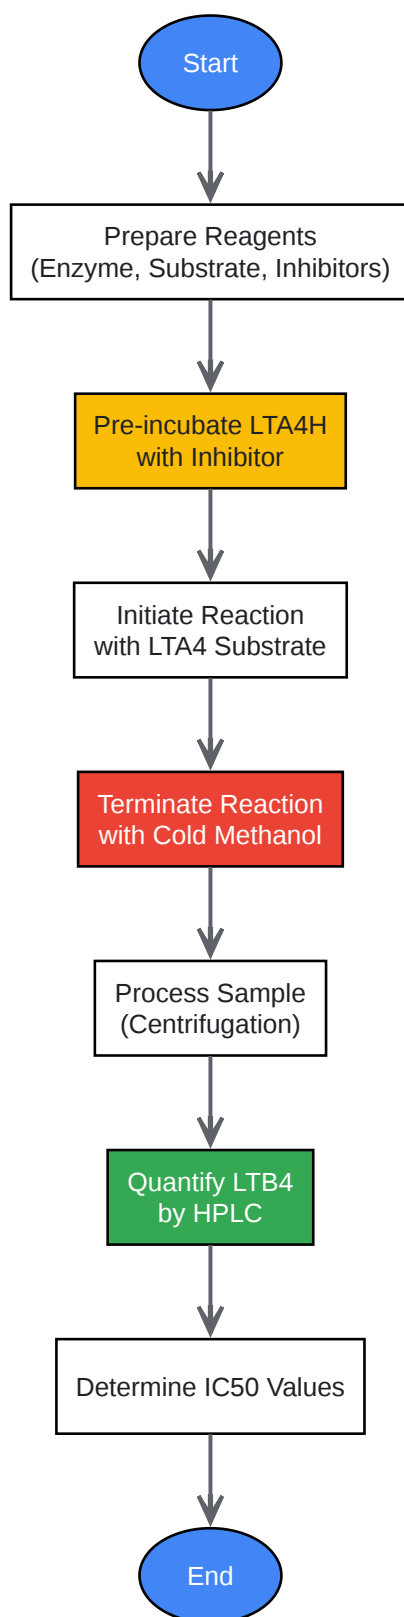 Start
Prepare Reagents
(Enzyme, Substrate, Inhibitors)
Pre-incubate LTA4H
with Inhibitor
Initiate Reaction
with LTA4 Substrate
Terminate Reaction
with Cold Methanol
Process Sample
(Centrifugation)
Quantify LTB4
by HPLC
Determine IC50 Values
End